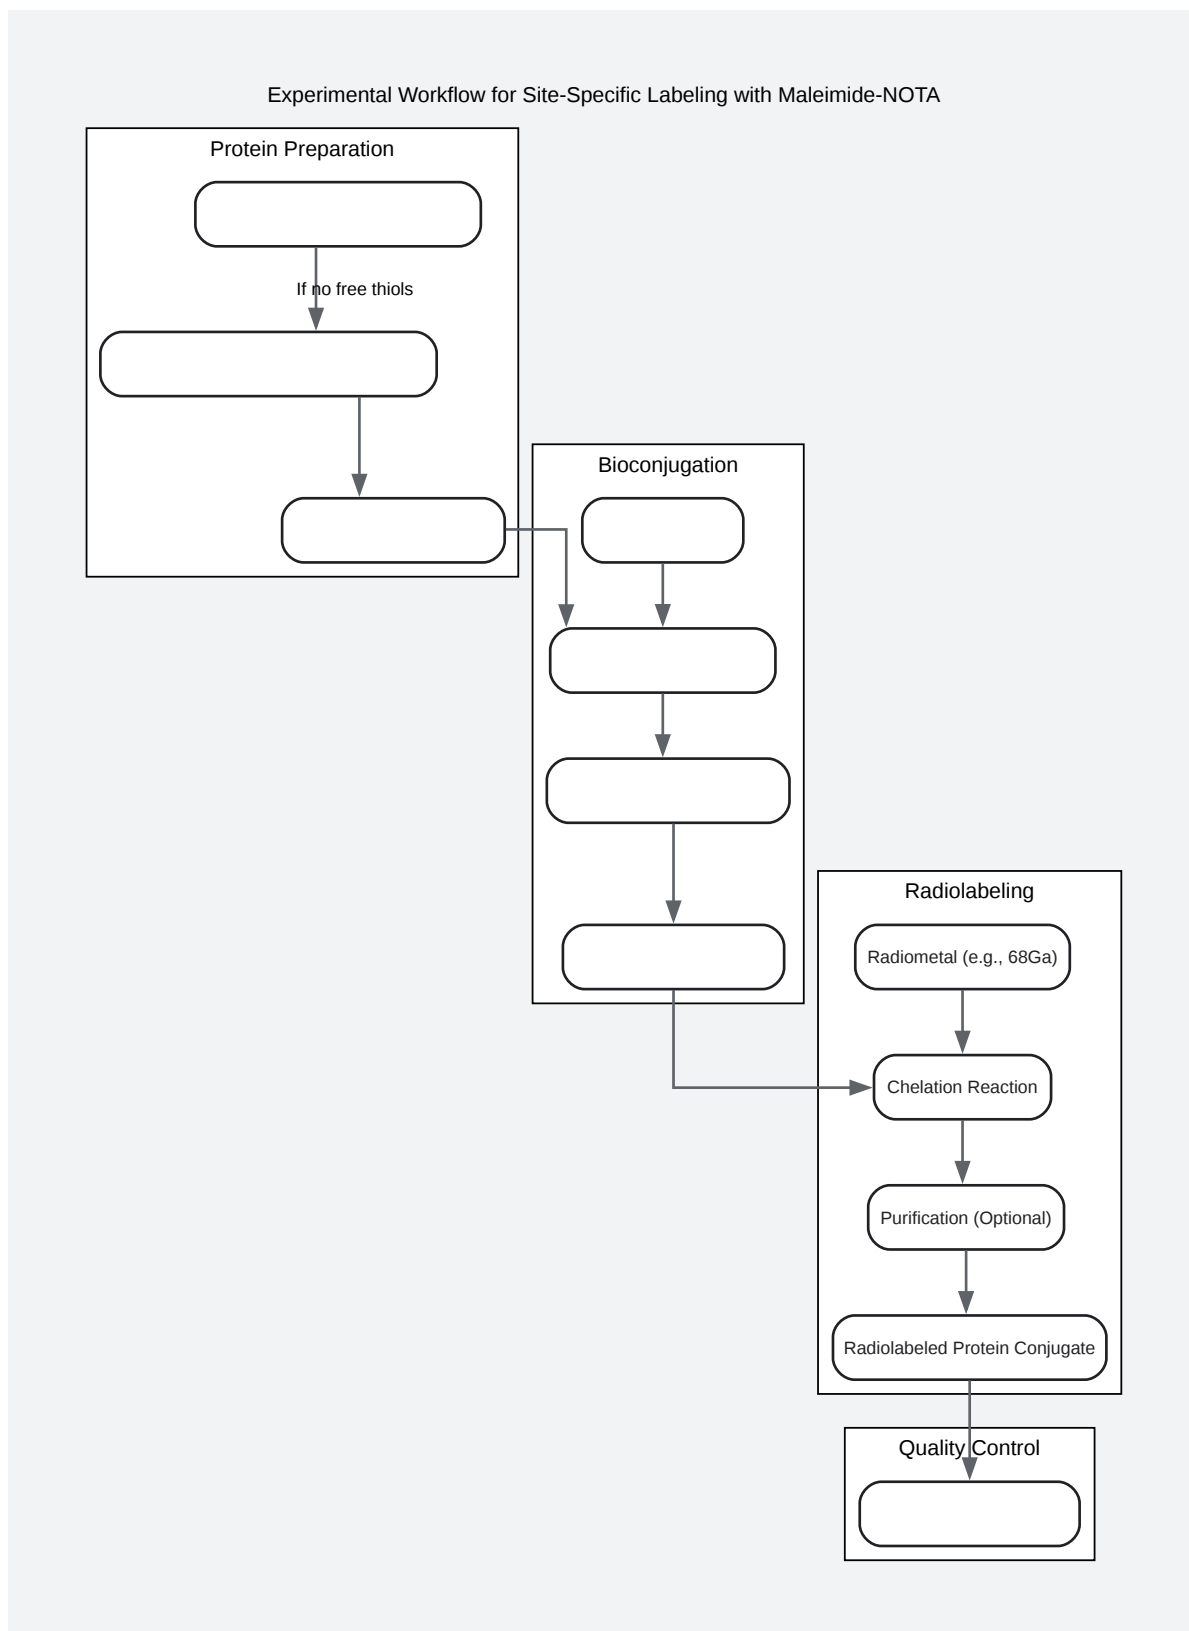 Experimental Workflow for Site-Specific Labeling with Maleimide-NOTA
Protein Preparation
If no free thiols
Bioconjugation
Radiolabeling
Radiometal (e.g., 68Ga)
Chelation Reaction
Purification (Optional)
Radiolabeled Protein Conjugate
Quality Control